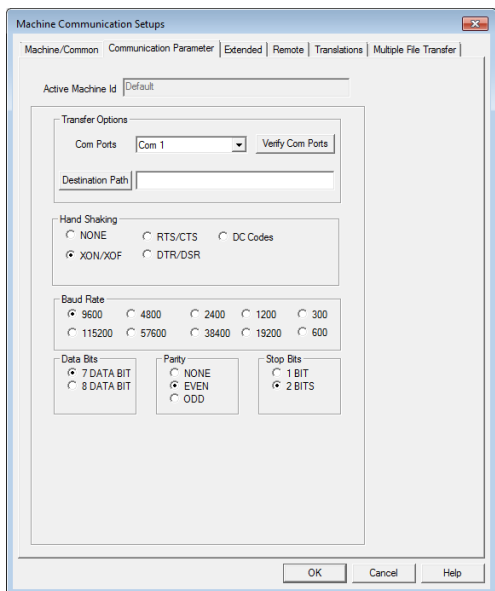 Machine Communication Setups
Machine/Common Communication Parameter Extended Remote Translations Multiple File Transfer
Active Machine Id Default
Transfer Options
Com Ports Com 1 Verify Com Ports
Destination Path
Hand Shaking
NONE RTS/CTS DC Codes
XON/XOF DTR/DSR
Baud Rate
9600 4800 2400 1200 300
115200 57600 38400 19200 600
Data Bits Parity Stop Bits
7 DATA BIT NONE 1 BIT
8 DATA BIT EVEN 2 BITS
ODD
OK Cancel Help